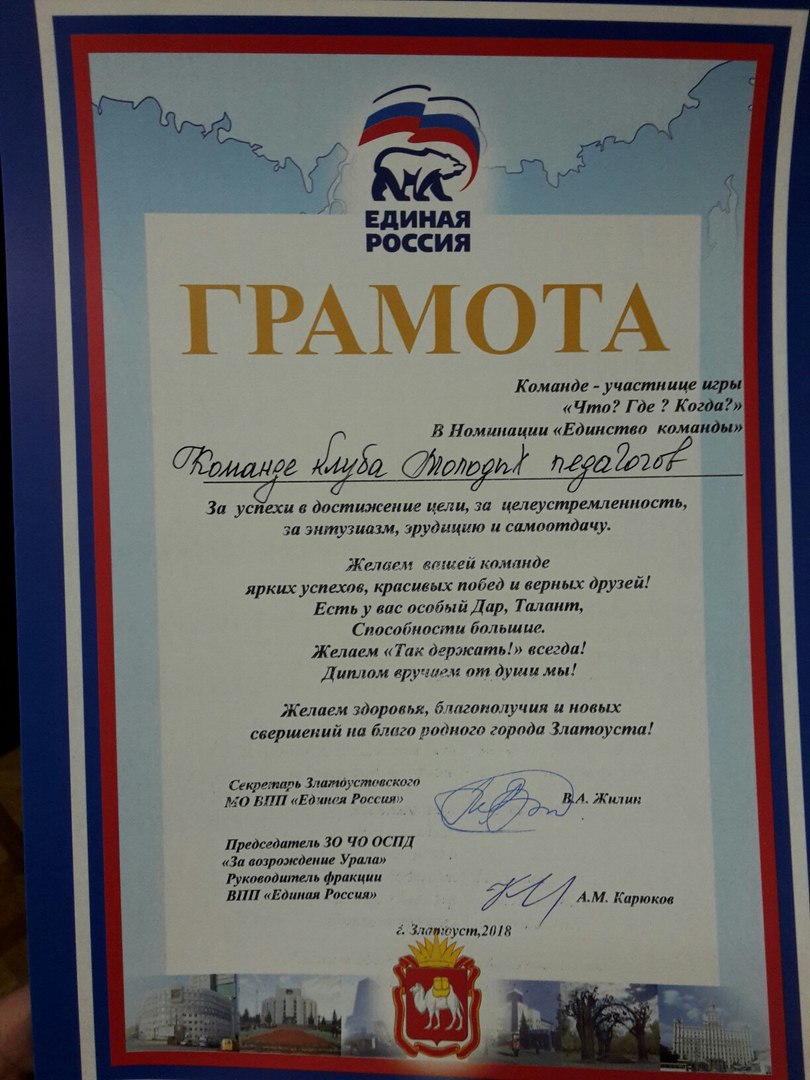 ЕДИНАЯ
РОССИЯ
ГРАМОТА
Команде - участнице игры
«Что? Где ? Когда?»
В Номинации «Единство команды»
Команде клуба Молодых педагогов
За успехи в достижение цели, за целеустремленность,
за энтузиазм, эрудицию и самоотдачу.
Желаем вашей команде
ярких успехов, красивых побед и верных друзей!
Есть у вас особый Дар, Талант,
Способности большие.
Желаем «Так держать!» всегда!
Диплом вручаем от души мы!
Желаем здоровья, благополучия и новых
свершений на благо родного города Златоуста!
Секретарь Златоустовского
МО ВПП «Единая Россия»
В.А. Жилин
Председатель ЗО ЧО ОСПД
«За возрождение Урала»
Руководитель фракции
ВПП «Единая Россия»
А.М. Карюков
г. Златоуст,2018